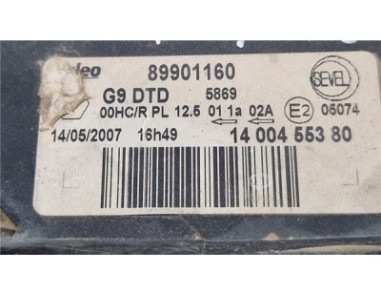 Valeo 89901160 SEVEL
G9 DTD 5869
00HC/R PL 12.5 01 1a 02A E2 05074
14/05/2007 16h49 14 004 553 80